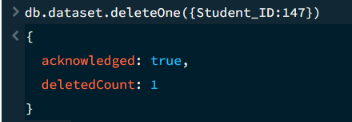 > db.dataset.deleteOne({Student_ID:147})
< {
acknowledged: true,
deletedCount: 1
}